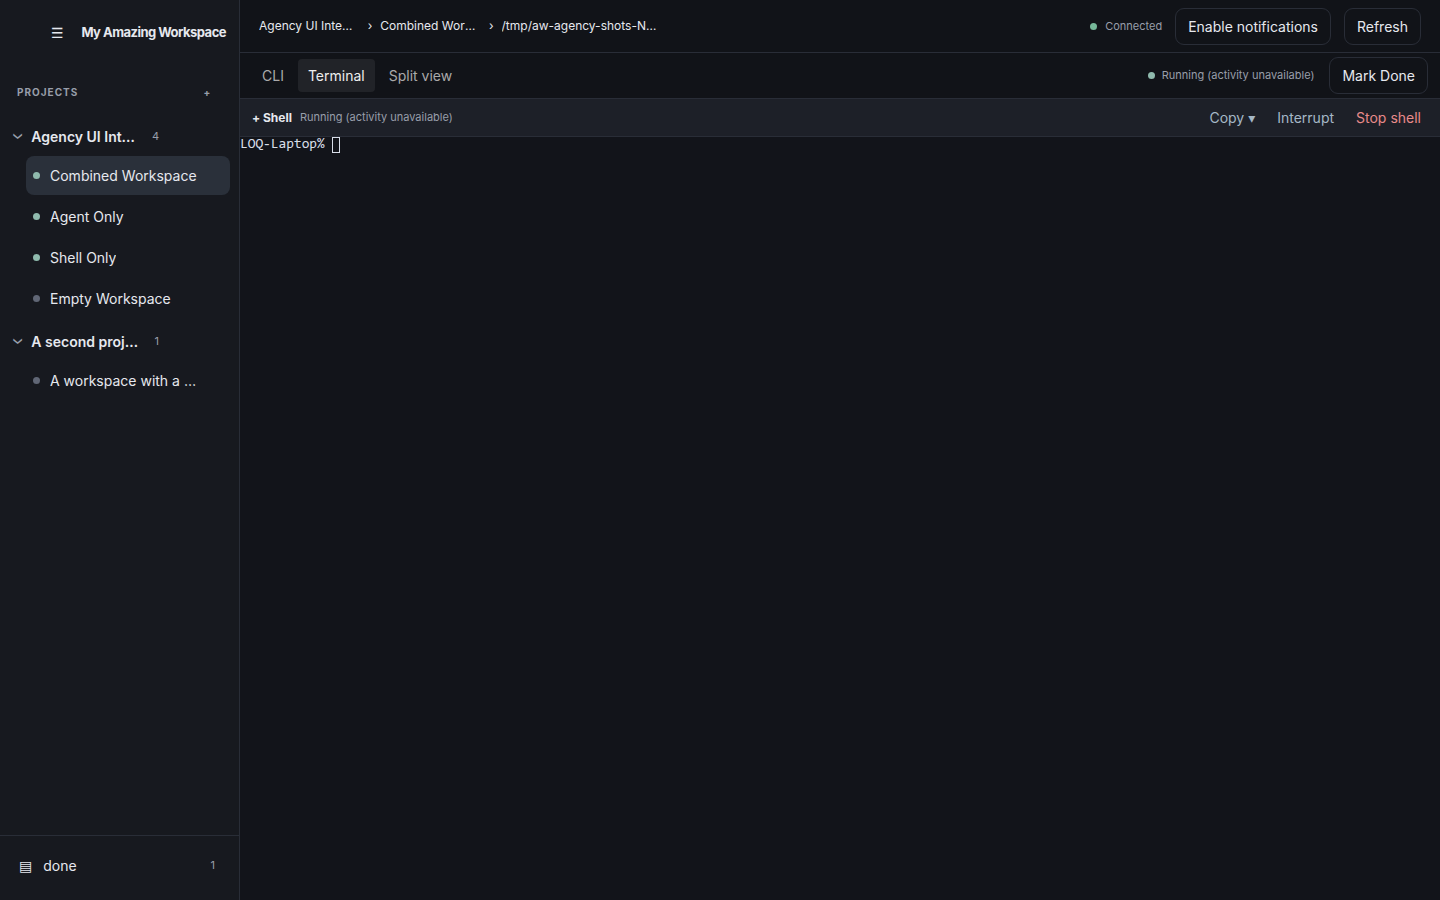 ☰ My Amazing Workspace
PROJECTS +
Agency UI Int... 4
Combined Workspace
Agent Only
Shell Only
Empty Workspace
A second proj... 1
A workspace with a ...
▤ done 1
Agency UI Inte... › Combined Wor... › /tmp/aw-agency-shots-N...
Connected Enable notifications Refresh
CLI Terminal Split view
Running (activity unavailable) Mark Done
+ Shell Running (activity unavailable)
Copy ▾ Interrupt Stop shell
LOQ-Laptop%